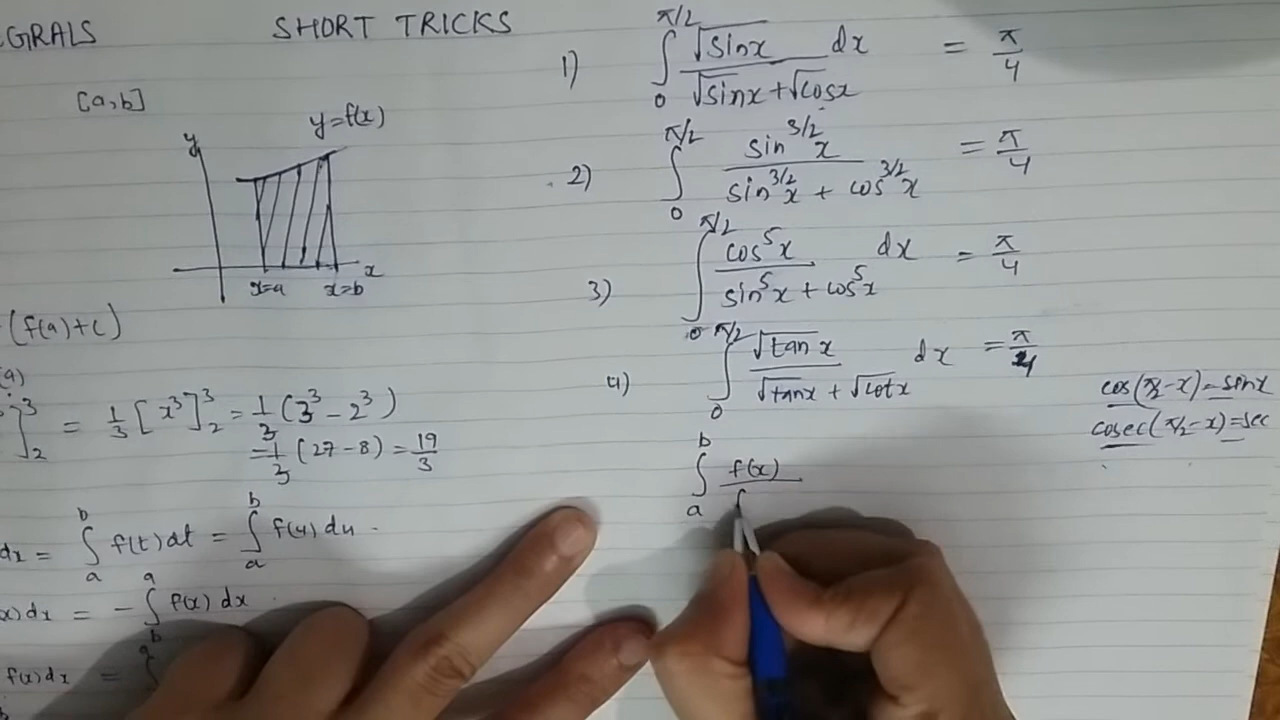 GRALS
SHORT TRICKS
[a,b]
y
y=f(x)
x
x=a
x=b
(f(a)+c)
]₂³ = 1/3 [x³]₂³ = 1/3 (3³ - 2³)
= 1/3 (27 - 8) = 19/3
dx = ∫ₐᵇ f(t) dt = ∫ₐᵇ f(u) du
x) dx = - ∫_b^a f(x) dx
f(x) dx = ∫
1) ∫₀^(π/2) √sinx / (√sinx + √cosx) dx = π/4
2) ∫₀^(π/2) sin^(3/2) x / (sin^(3/2) x + cos^(3/2) x) = π/4
3) ∫₀^(π/2) cos⁵x / (sin⁵x + cos⁵x) dx = π/4
4) ∫₀^(π/2) √tan x / (√tanx + √cotx) dx = π/4
cos(π/2 - x) = sinx
cosec(π/2 - x) = sec
∫ₐᵇ f(x)